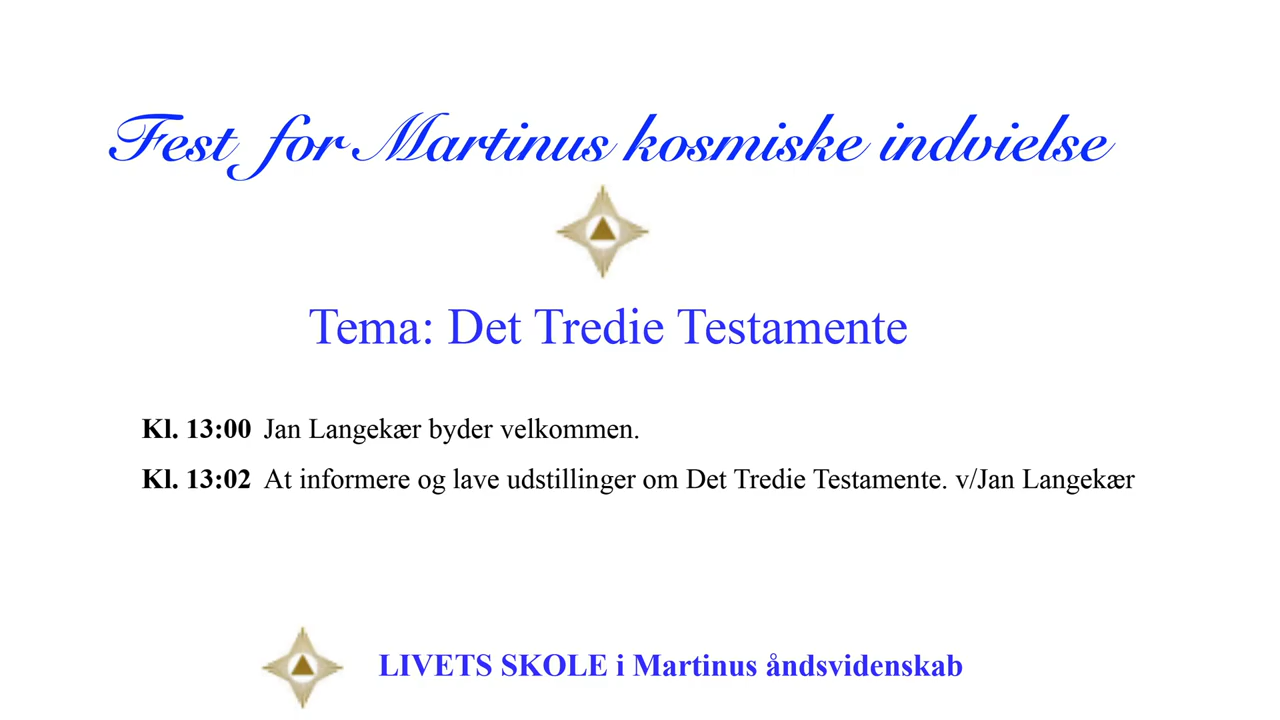 Fest for Martinus kosmiske indvielse
Tema: Det Tredie Testamente
Kl. 13:00 Jan Langekær byder velkommen.
Kl. 13:02 At informere og lave udstillinger om Det Tredie Testamente. v/Jan Langekær
LIVETS SKOLE i Martinus åndsvidenskab